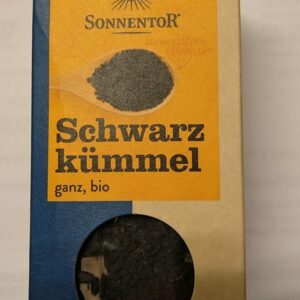 SONNENTOR®
Schwarz
kümmel
ganz, bio